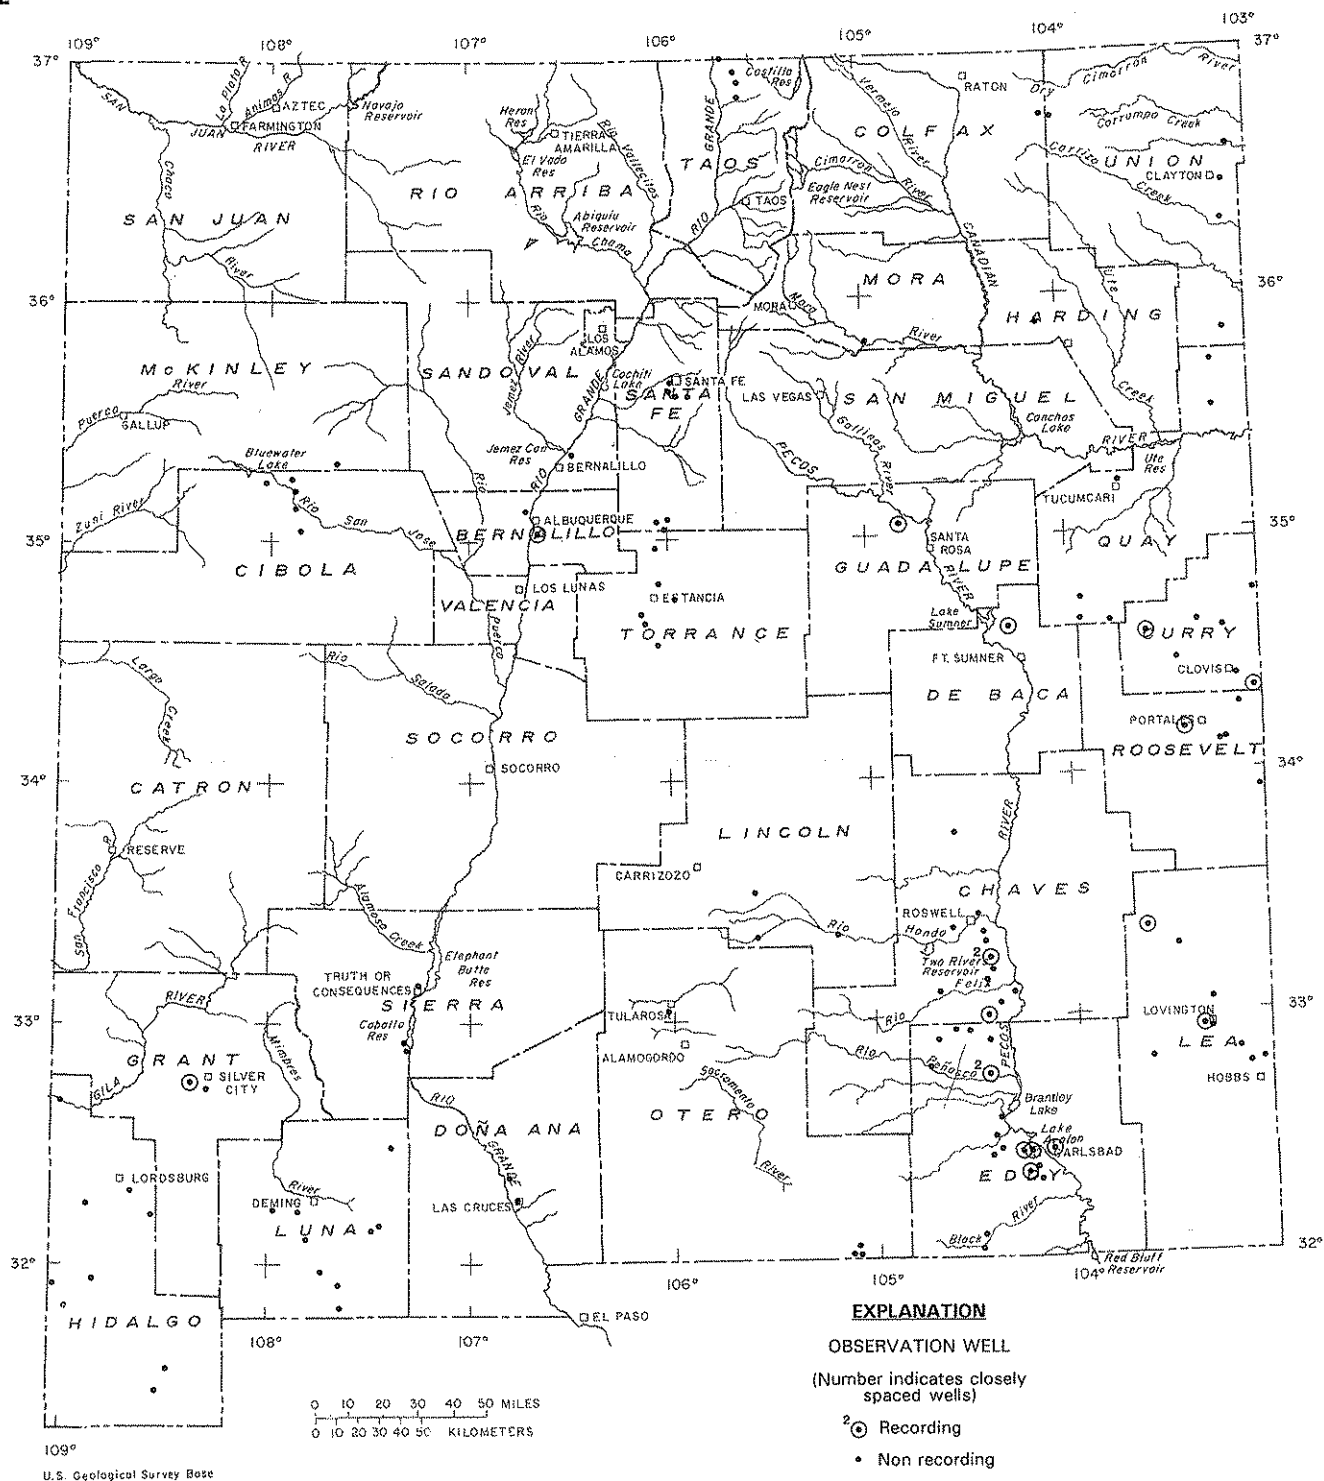 109°
108°
107°
106°
105°
104°
103°
37°
37°
SAN
JUAN
RIVER
La Plata R
Animas R
AZTEC
FARMINGTON
Navajo
Reservoir
Chaco
River
SAN JUAN
Heron
Res
TIERRA
AMARILLA
El Vado
Res
Rio Vallecitos
RIO ARRIBA
Abiquiu
Reservoir
Rio
Chama
Costilla
Res
GRANDE
RIO
TAOS
TAOS
Vermejo
River
RATON
COLFAX
Cimarron
River
Eagle Nest
Reservoir
CANADIAN
Dry
Cimarron
River
Corrumpa Creek
Carrizo
Creek
UNION
CLAYTON
36°
36°
MORA
MORA
Mora
River
HARDING
Ute
Creek
McKINLEY
River
Puerco
GALLUP
SANDOVAL
Jemez River
LOS
ALAMOS
Cochiti
Lake
GRANDE
SANTA FE
SANTA
FE
LAS VEGAS
Gallinas
River
SAN MIGUEL
Conchas
Lake
RIVER
Ute
Res
TUCUMCARI
PECOS
Bluewater
Lake
Zuni River
Rio
San
Jose
Jemez Can
Res
BERNALILLO
RIO
Rio
ALBUQUERQUE
BERNALILLO
35°
35°
CIBOLA
LOS LUNAS
VALENCIA
Puerco
ESTANCIA
TORRANCE
SANTA
ROSA
GUADALUPE
RIVER
Lake
Sumner
QUAY
CURRY
CLOVIS
FT. SUMNER
DE BACA
PORTALES
ROOSEVELT
Largo
Creek
Rio
Salado
SOCORRO
SOCORRO
34°
34°
CATRON
RESERVE
San Francisco
R
LINCOLN
CARRIZOZO
RIVER
CHAVES
ROSWELL
Rio
Hondo
Two Rivers
Reservoir
2
Felix
Rio
Alamosa Creek
Elephant
Butte
Res
TRUTH OR
CONSEQUENCES
SIERRA
Caballo
Res
TULAROSA
ALAMOGORDO
33°
33°
LOVINGTON
LEA
HOBBS
RIVER
GRANT
GILA
SILVER
CITY
Mimbres
Sacramento
River
OTERO
Rio
Peñasco
2
PECOS
Brantley
Lake
Lake
Avalon
CARLSBAD
EDDY
RIO
GRANDE
DOÑA ANA
LAS CRUCES
LORDSBURG
River
DEMING
LUNA
Black
River
Red Bluff
Reservoir
32°
32°
HIDALGO
EL PASO
108°
107°
106°
105°
104°
109°
EXPLANATION
OBSERVATION WELL
(Number indicates closely
spaced wells)
2 Recording
Non recording
0 10 20 30 40 50 MILES
0 10 20 30 40 50 KILOMETERS
U.S. Geological Survey Base